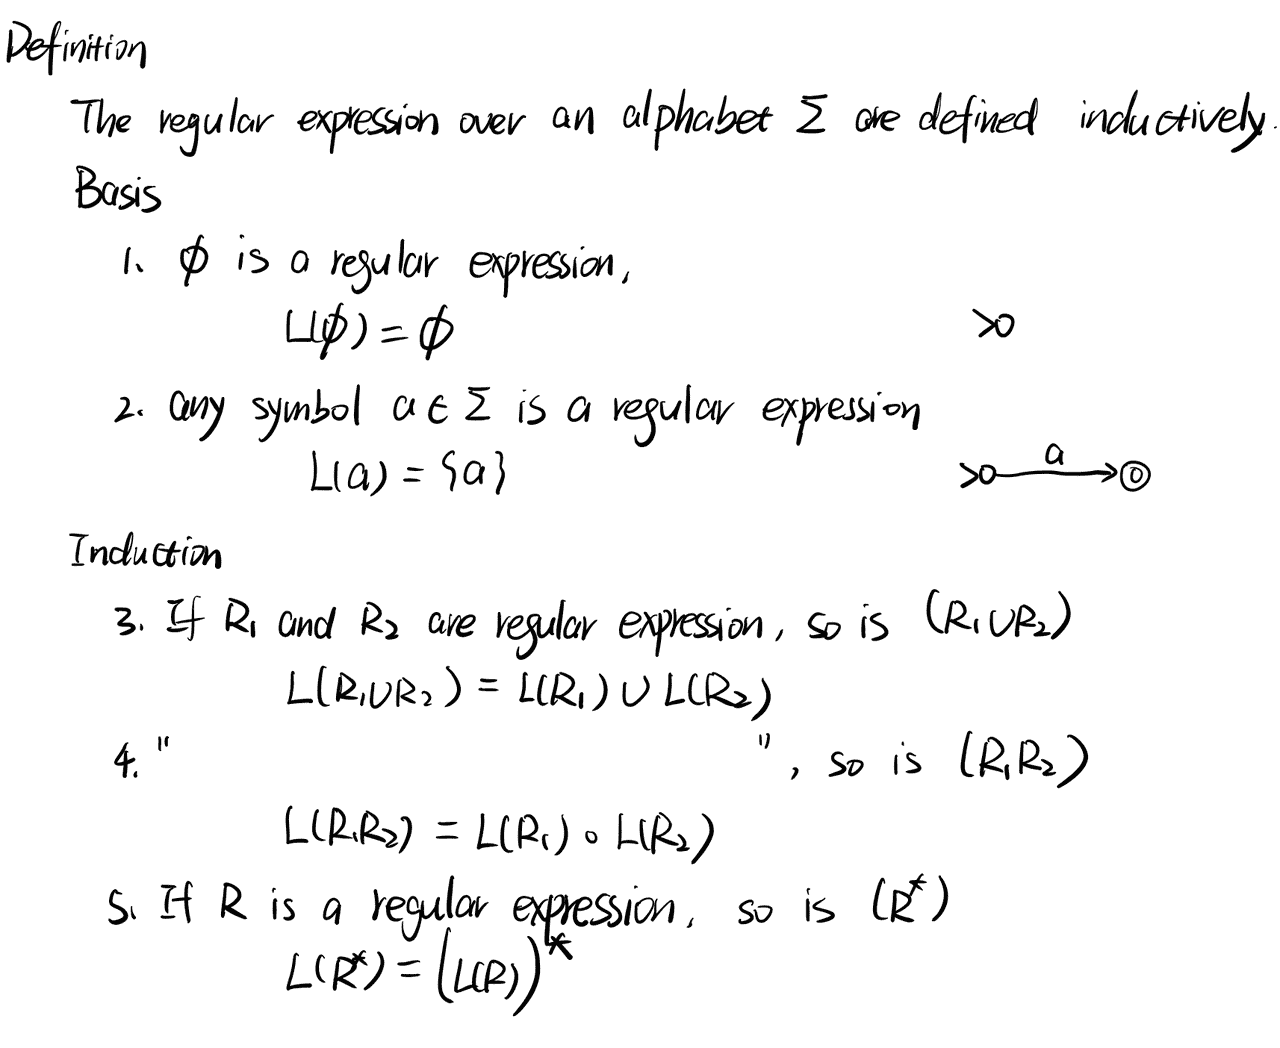 Definition
The regular expression over an alphabet Σ are defined inductively.
Basis
1. ϕ is a regular expression,
L(ϕ) = ϕ
2. any symbol a ∈ Σ is a regular expression
L(a) = {a}
a
Induction
3. If R₁ and R₂ are regular expression, so is (R₁∪R₂)
L(R₁∪R₂) = L(R₁) ∪ L(R₂)
4. " ", so is (R₁R₂)
L(R₁R₂) = L(R₁) ∘ L(R₂)
5. If R is a regular expression, so is (R*)
L(R*) = (L(R))*